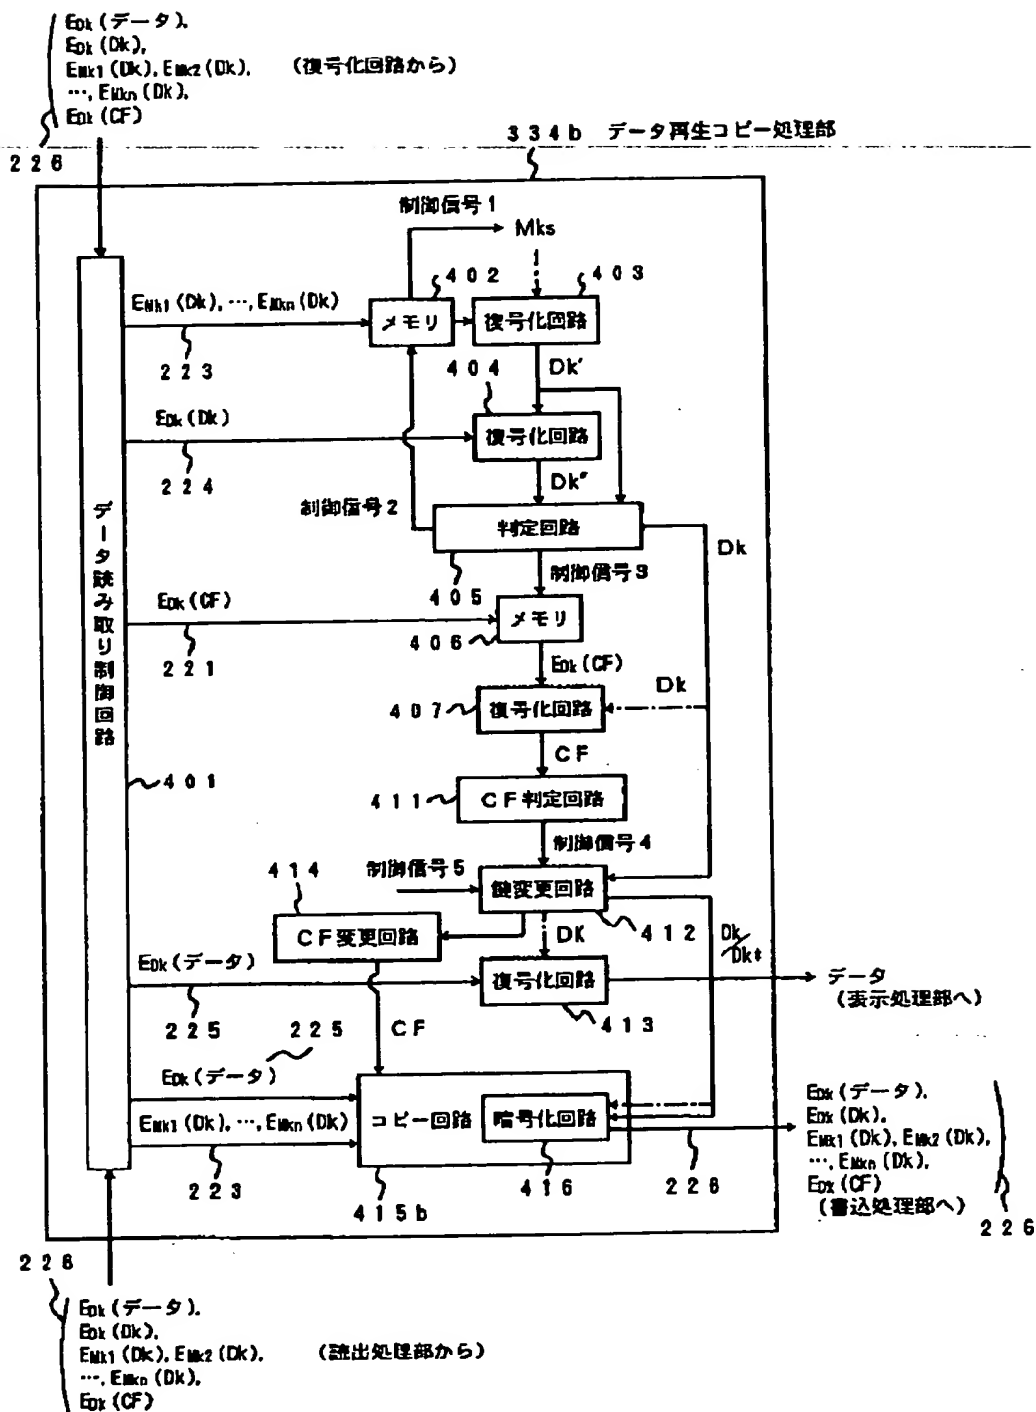 EDk(データ),
EDk(Dk),
EMk1(Dk), EMk2(Dk), (復号化回路から)
…, EMkn(Dk),
EDk(CF)
226
334b データ再生コピー処理部
制御信号1
Mks
402
403
EMk1(Dk), …, EMkn(Dk)
メモリ
復号化回路
223
404
Dk'
EDk(Dk)
復号化回路
224
Dk"
制御信号2
判定回路
Dk
制御信号3
405
EDk(CF)
メモリ
221
406
EDk(CF)
Dk
407
復号化回路
データ読み取り制御回路
401
CF
411
CF判定回路
制御信号4
制御信号5
414
鍵変更回路
CF変更回路
DK
412
Dk/
EDk(データ)
復号化回路
データ
(表示処理部へ)
225
413
225
CF
EDk(データ)
EMk1(Dk), …, EMkn(Dk)
コピー回路
暗号化回路
223
416
226
415b
EDk(データ),
EDk(Dk),
EMk1(Dk), EMk2(Dk),
…, EMkn(Dk),
EDk(CF)
(書込処理部へ)
226
226
EDk(データ),
EDk(Dk),
EMk1(Dk), EMk2(Dk), (読出処理部から)
…, EMkn(Dk),
EDk(CF)